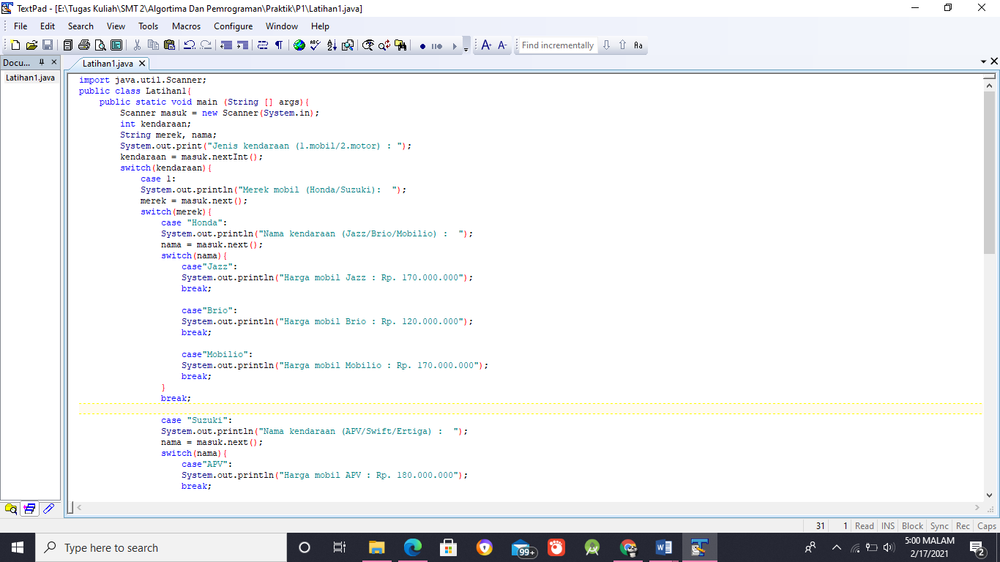 TextPad - [E:\Tugas Kuliah\SMT 2\Algortima Dan Pemrograman\Praktik\P1\Latihan1.java]
File Edit Search View Tools Macros Configure Window Help
Find incrementally
Aa
Docu...
Latihan1.java
Latihan1.java
import java.util.Scanner;
public class Latihan1{
public static void main (String [] args){
Scanner masuk = new Scanner(System.in);
int kendaraan;
String merek, nama;
System.out.print("Jenis kendaraan (1.mobil/2.motor) : ");
kendaraan = masuk.nextInt();
switch(kendaraan){
case 1:
System.out.println("Merek mobil (Honda/Suzuki):  ");
merek = masuk.next();
switch(merek){
case "Honda":
System.out.println("Nama kendaraan (Jazz/Brio/Mobilio) :  ");
nama = masuk.next();
switch(nama){
case"Jazz":
System.out.println("Harga mobil Jazz : Rp. 170.000.000");
break;
case"Brio":
System.out.println("Harga mobil Brio : Rp. 120.000.000");
break;
case"Mobilio":
System.out.println("Harga mobil Mobilio : Rp. 170.000.000");
break;
}
break;
case "Suzuki":
System.out.println("Nama kendaraan (APV/Swift/Ertiga) :  ");
nama = masuk.next();
switch(nama){
case"APV":
System.out.println("Harga mobil APV : Rp. 180.000.000");
break;
31 1 Read INS Block Sync Rec Caps
Type here to search
99+
5:00 MALAM
2/17/2021
2